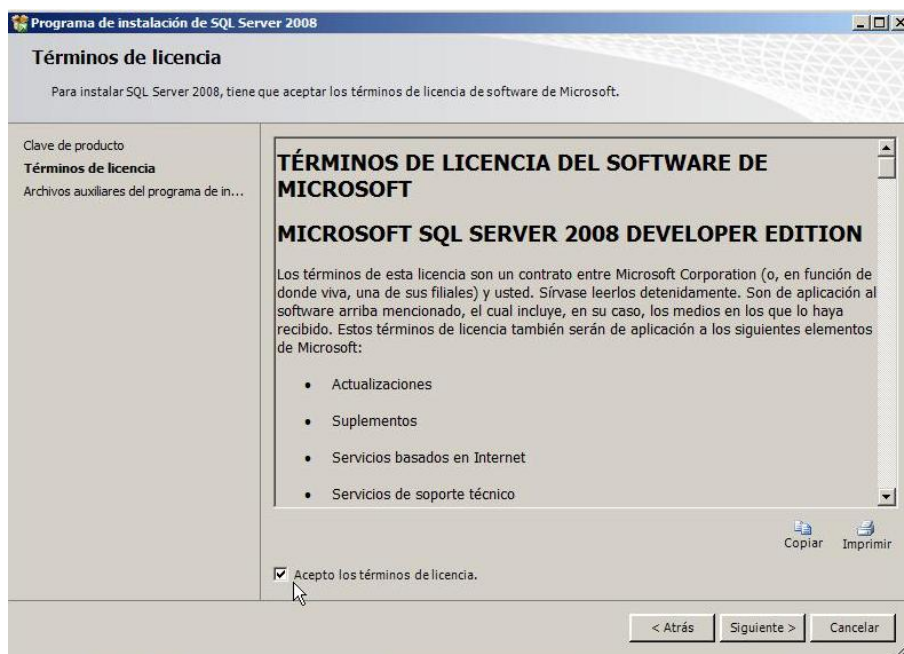 Programa de instalación de SQL Server 2008
Términos de licencia
Para instalar SQL Server 2008, tiene que aceptar los términos de licencia de software de Microsoft.
Clave de producto
Términos de licencia
Archivos auxiliares del programa de in...
TÉRMINOS DE LICENCIA DEL SOFTWARE DE
MICROSOFT
MICROSOFT SQL SERVER 2008 DEVELOPER EDITION
Los términos de esta licencia son un contrato entre Microsoft Corporation (o, en función de
donde viva, una de sus filiales) y usted. Sírvase leerlos detenidamente. Son de aplicación al
software arriba mencionado, el cual incluye, en su caso, los medios en los que lo haya
recibido. Estos términos de licencia también serán de aplicación a los siguientes elementos
de Microsoft:
• Actualizaciones
• Suplementos
• Servicios basados en Internet
• Servicios de soporte técnico
Copiar Imprimir
Acepto los términos de licencia.
< Atrás Siguiente > Cancelar